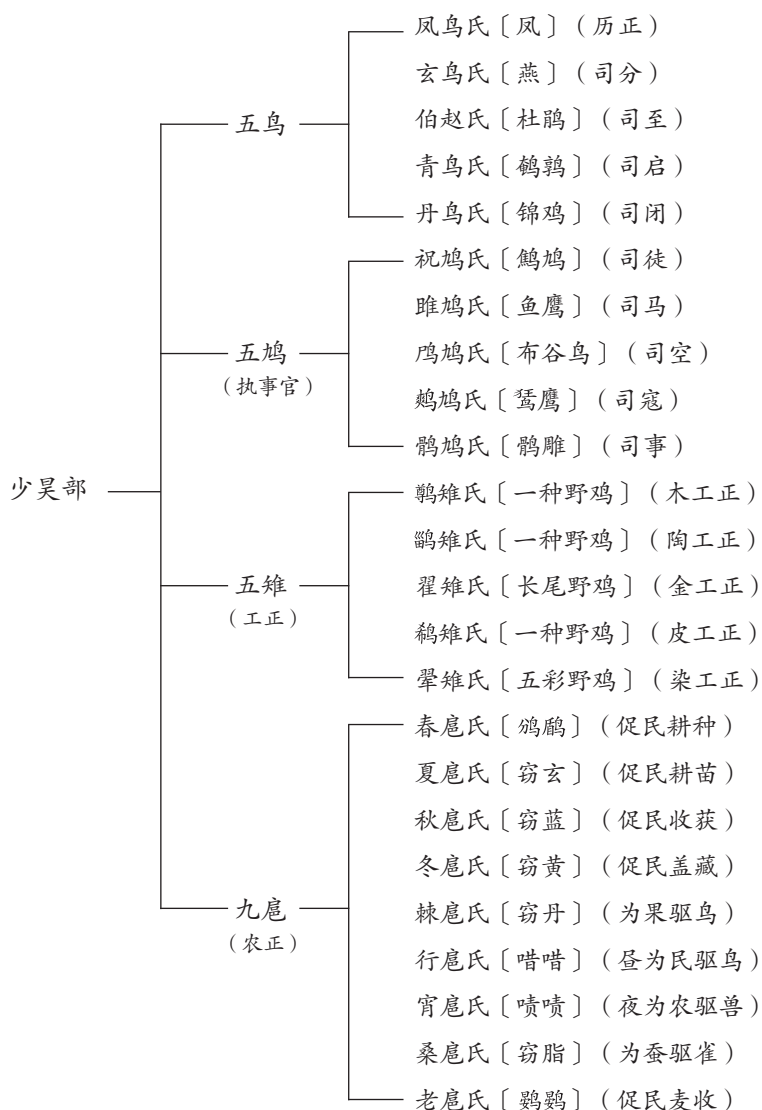 少昊部
五鸟
凤鸟氏〔凤〕（历正）
玄鸟氏〔燕〕（司分）
伯赵氏〔杜鹃〕（司至）
青鸟氏〔鹌鹑〕（司启）
丹鸟氏〔锦鸡〕（司闭）
五鸠
（执事官）
祝鸠氏〔鹪鸠〕（司徒）
雎鸠氏〔鱼鹰〕（司马）
鸤鸠氏〔布谷鸟〕（司空）
鷞鸠氏〔鸷鹰〕（司寇）
鹘鸠氏〔鹘雕〕（司事）
五雉
（工正）
鷷雉氏〔一种野鸡〕（木工正）
鶅雉氏〔一种野鸡〕（陶工正）
翟雉氏〔长尾野鸡〕（金工正）
鵗雉氏〔一种野鸡〕（皮工正）
翚雉氏〔五彩野鸡〕（染工正）
九扈
（农正）
春扈氏〔鳻鶞〕（促民耕种）
夏扈氏〔窃玄〕（促民耕苗）
秋扈氏〔窃蓝〕（促民收获）
冬扈氏〔窃黄〕（促民盖藏）
棘扈氏〔窃丹〕（为果驱鸟）
行扈氏〔唶唶〕（昼为民驱鸟）
宵扈氏〔啧啧〕（夜为农驱兽）
桑扈氏〔窃脂〕（为蚕驱雀）
老扈氏〔鷃鷃〕（促民麦收）